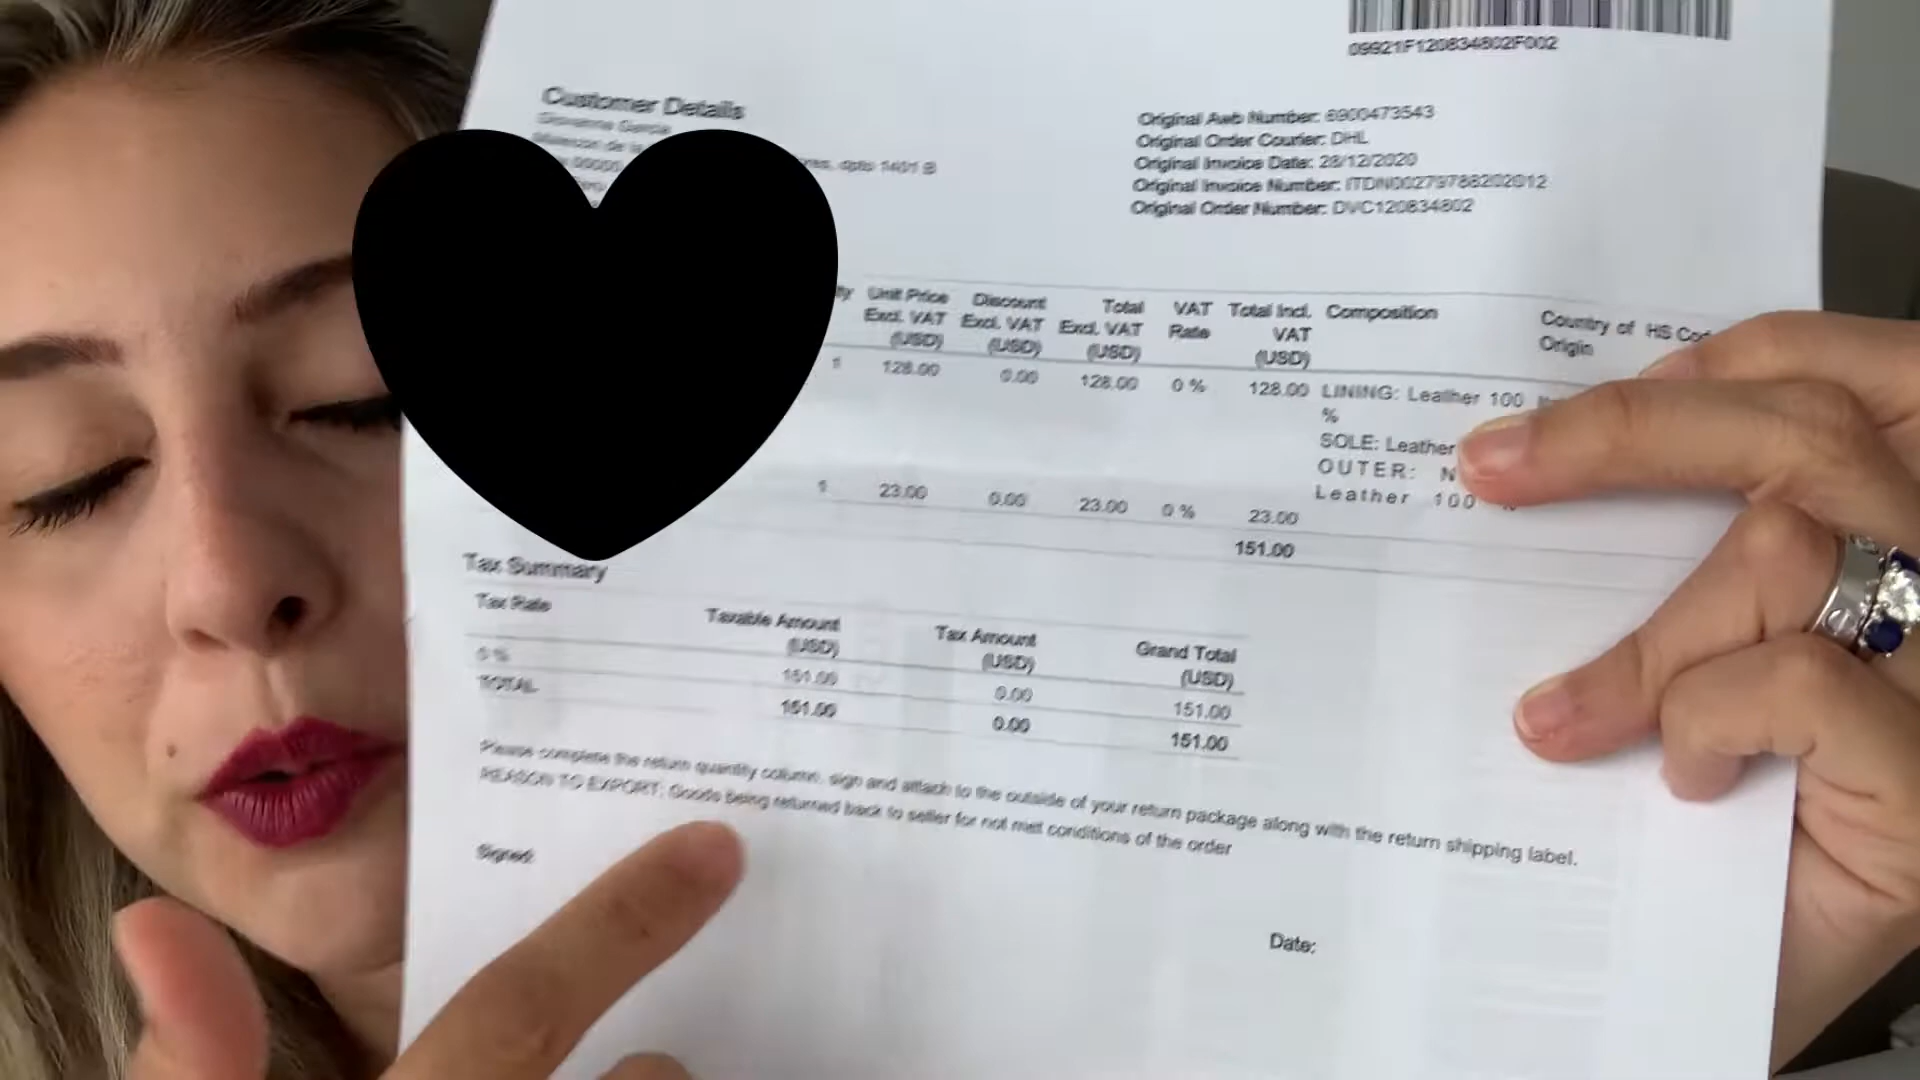 09921F120834802F002
Customer Details
Giovanna Garcia
dpto 1401 B
Original Awb Number: 6900473543
Original Order Courier: DHL
Original Invoice Date: 28/12/2020
Original Invoice Number: ITDN00279788202012
Original Order Number: DVC120834802
Unit Price Discount Total VAT Total Incl. Composition Country of HS
Excl. VAT Excl. VAT Excl. VAT Rate VAT Origin
(USD) (USD) (USD) (USD)
1 128.00 0.00 128.00 0 % 128.00 LINING: Leather 100
%
SOLE: Leather
OUTER:
Leather 100
1 23.00 0.00 23.00 0 % 23.00
151.00
Tax Summary
Tax Rate Taxable Amount Tax Amount Grand Total
(USD) (USD) (USD)
0 % 151.00 0.00 151.00
TOTAL 151.00 0.00 151.00
Please complete the return quantity column, sign and attach to the outside of your return package along with the return shipping label.
REASON TO EXPORT: Goods being returned back to seller for not met conditions of the order
Signed:
Date: